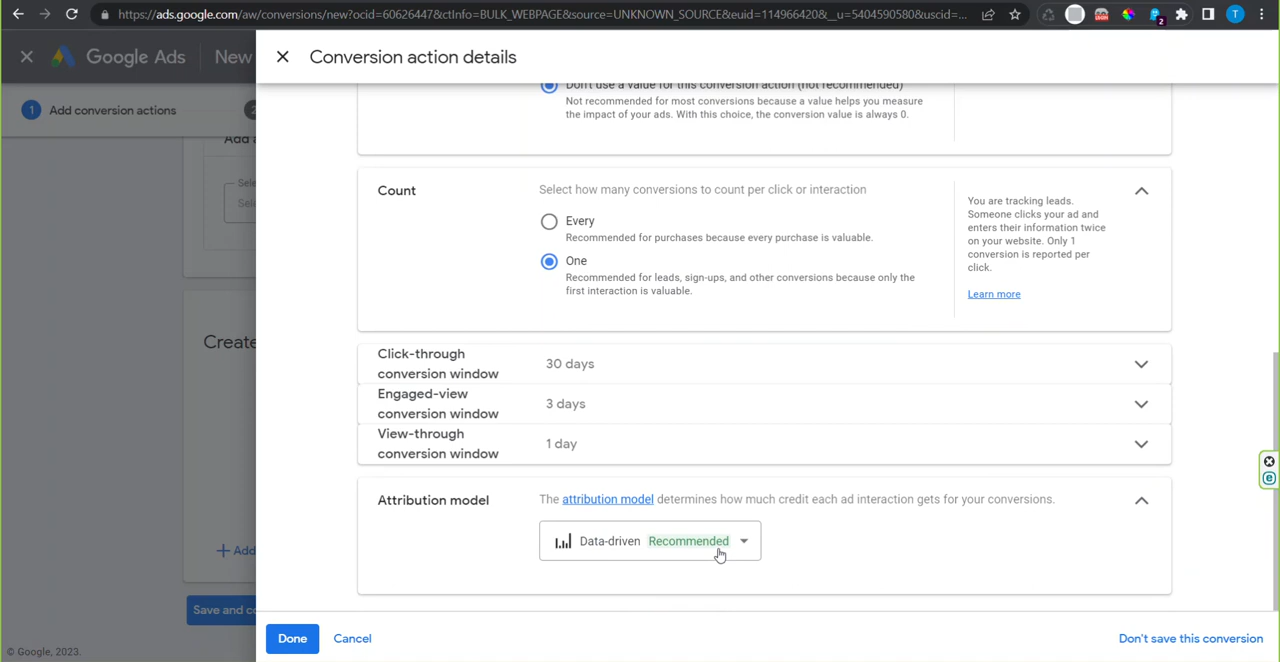 https://ads.google.com/aw/conversions/new?ocid=60626447&ctInfo=BULK_WEBPAGE&source=UNKNOWN_SOURCE&euid=114966420&__u=5404590580&uscid=...
2
T
Google Ads
New
Conversion action details
1
Add conversion actions
2
Add a
Sele
Sele
Create
Add
Save and co
© Google, 2023.
Don't use a value for this conversion action (not recommended)
Not recommended for most conversions because a value helps you measure
the impact of your ads. With this choice, the conversion value is always 0.
Count
Select how many conversions to count per click or interaction
Every
Recommended for purchases because every purchase is valuable.
One
Recommended for leads, sign-ups, and other conversions because only the
first interaction is valuable.
You are tracking leads.
Someone clicks your ad and
enters their information twice
on your website. Only 1
conversion is reported per
click.
Learn more
Click-through
conversion window
30 days
Engaged-view
conversion window
3 days
View-through
conversion window
1 day
Attribution model
The attribution model determines how much credit each ad interaction gets for your conversions.
Data-driven Recommended
Done
Cancel
Don't save this conversion